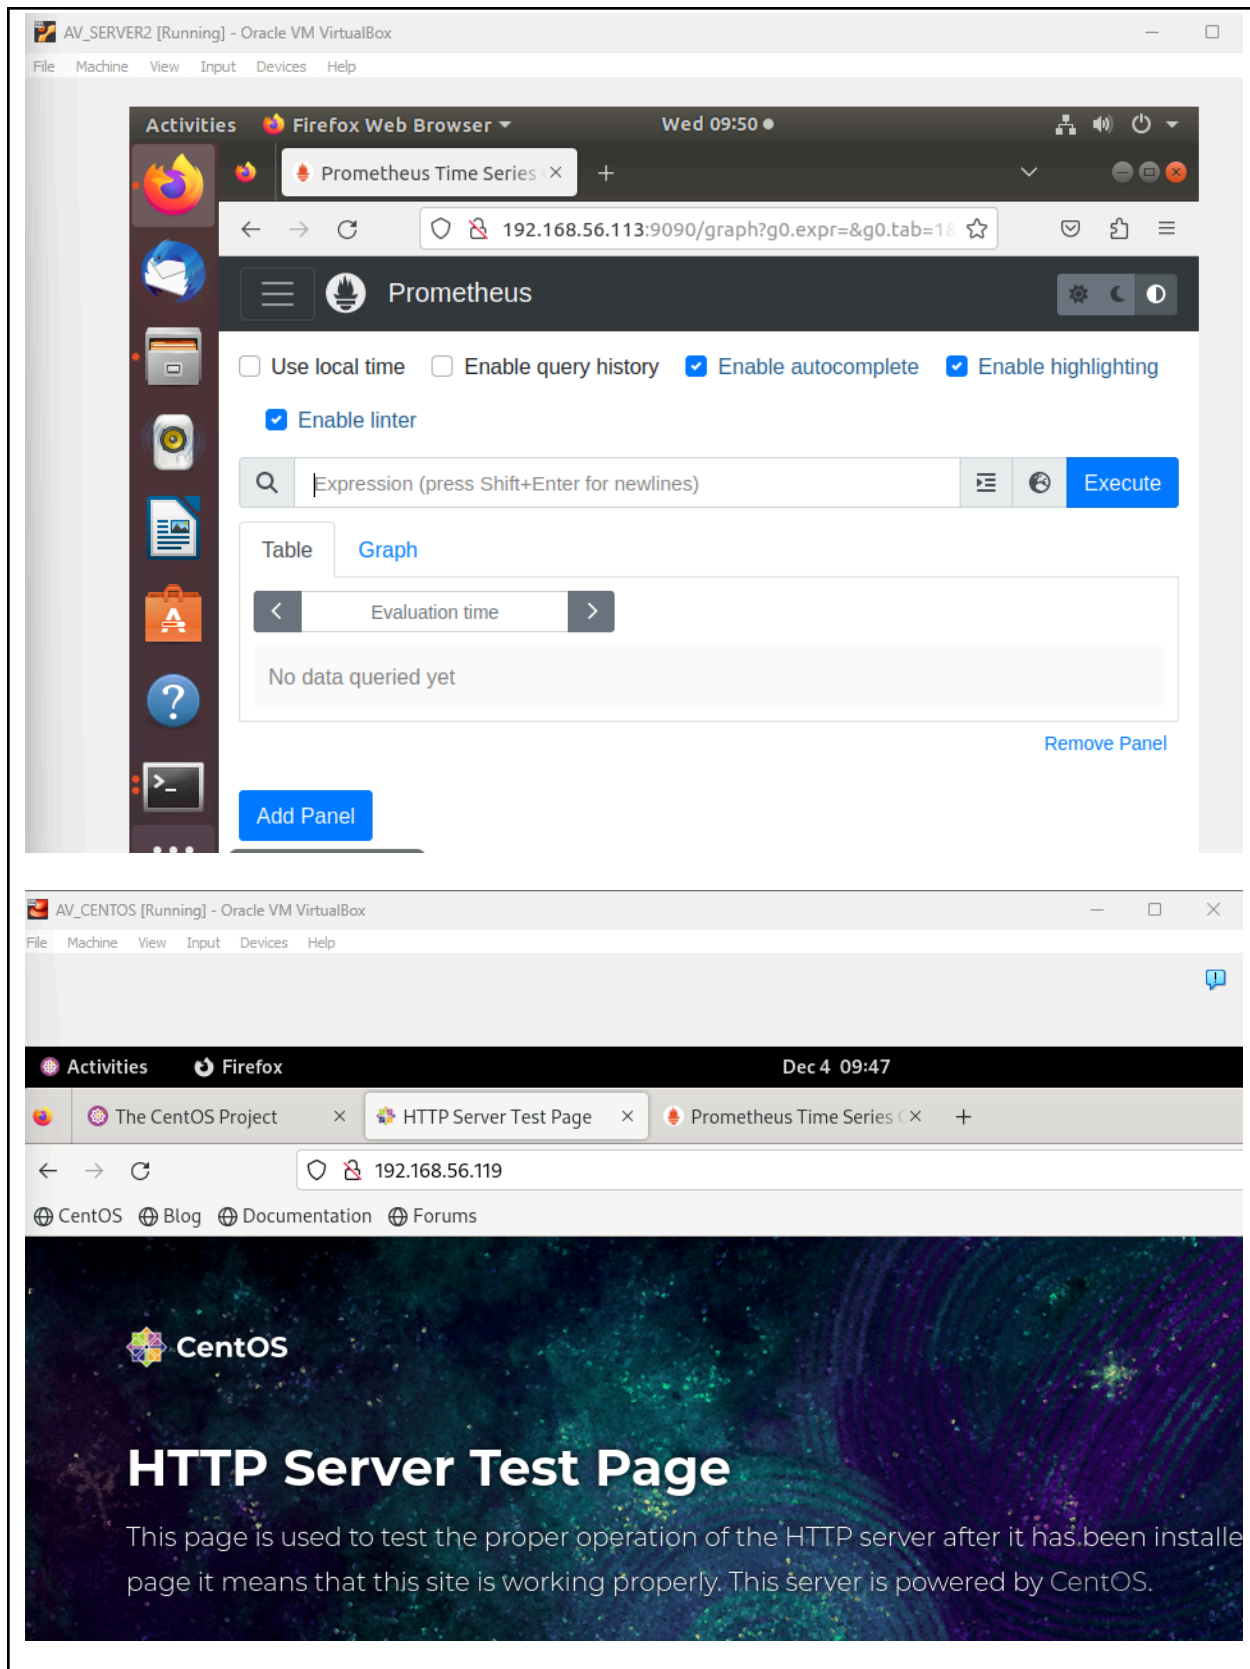 AV_SERVER2 [Running] - Oracle VM VirtualBox
File Machine View Input Devices Help
Activities Firefox Web Browser Wed 09:50
Prometheus Time Series
192.168.56.113:9090/graph?g0.expr=&g0.tab=1&
Prometheus
Use local time Enable query history Enable autocomplete Enable highlighting
Enable linter
Expression (press Shift+Enter for newlines) Execute
Table Graph
Evaluation time
No data queried yet
Remove Panel
Add Panel
AV_CENTOS [Running] - Oracle VM VirtualBox
File Machine View Input Devices Help
Activities Firefox Dec 4 09:47
The CentOS Project HTTP Server Test Page Prometheus Time Series
192.168.56.119
CentOS Blog Documentation Forums
CentOS
HTTP Server Test Page
This page is used to test the proper operation of the HTTP server after it has been installe
page it means that this site is working properly. This server is powered by CentOS.